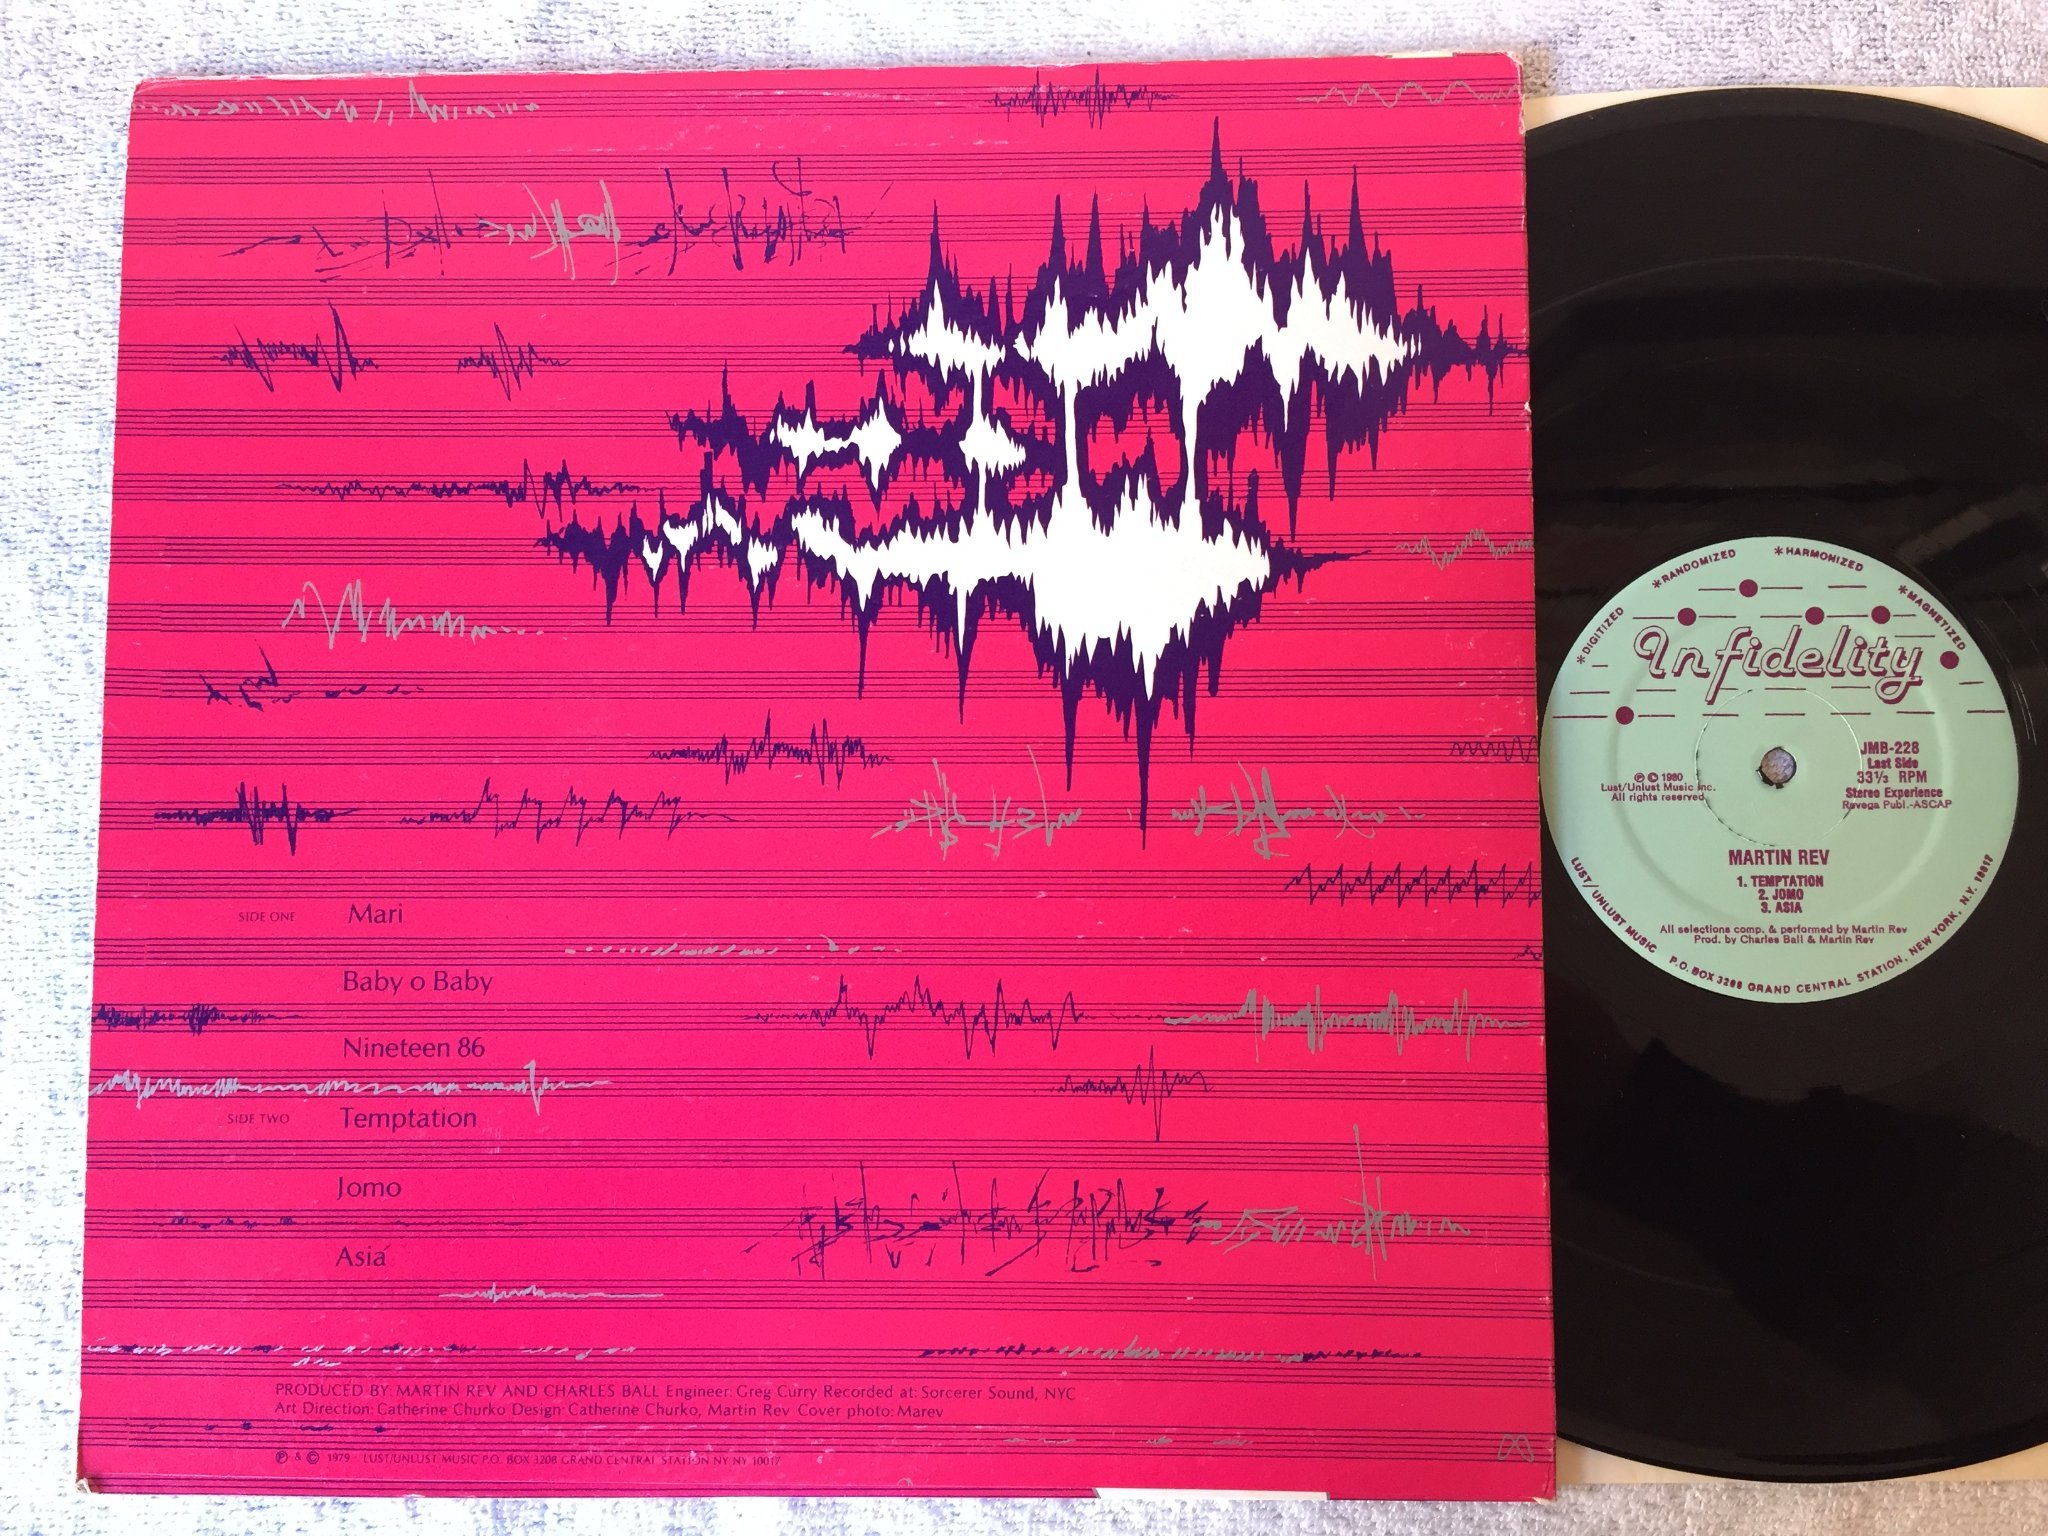 SIDE ONE Mari
Baby o Baby
Nineteen 86
SIDE TWO Temptation
Jomo
Asia
PRODUCED BY: MARTIN REV AND CHARLES BALL Engineer: Greg Curry Recorded at: Sorcerer Sound, NYC
Art Direction: Catherine Churko Design: Catherine Churko, Martin Rev Cover photo: Marev
℗ & © 1979 LUST/UNLUST MUSIC P.O. BOX 3208 GRAND CENTRAL STATION NY NY 10017
*DIGITIZED *RANDOMIZED *HARMONIZED *MAGNETIZED
Infidelity
JMB-228
Last Side
33⅓ RPM
Stereo Experience
Revega Publ.-ASCAP
℗ © 1980
Lust/Unlust Music Inc.
All rights reserved
MARTIN REV
1. TEMPTATION
2. JOMO
3. ASIA
All selections comp. & performed by Martin Rev
Prod. by Charles Ball & Martin Rev
LUST/UNLUST MUSIC P.O. BOX 3208 GRAND CENTRAL STATION, NEW YORK, N.Y. 10017